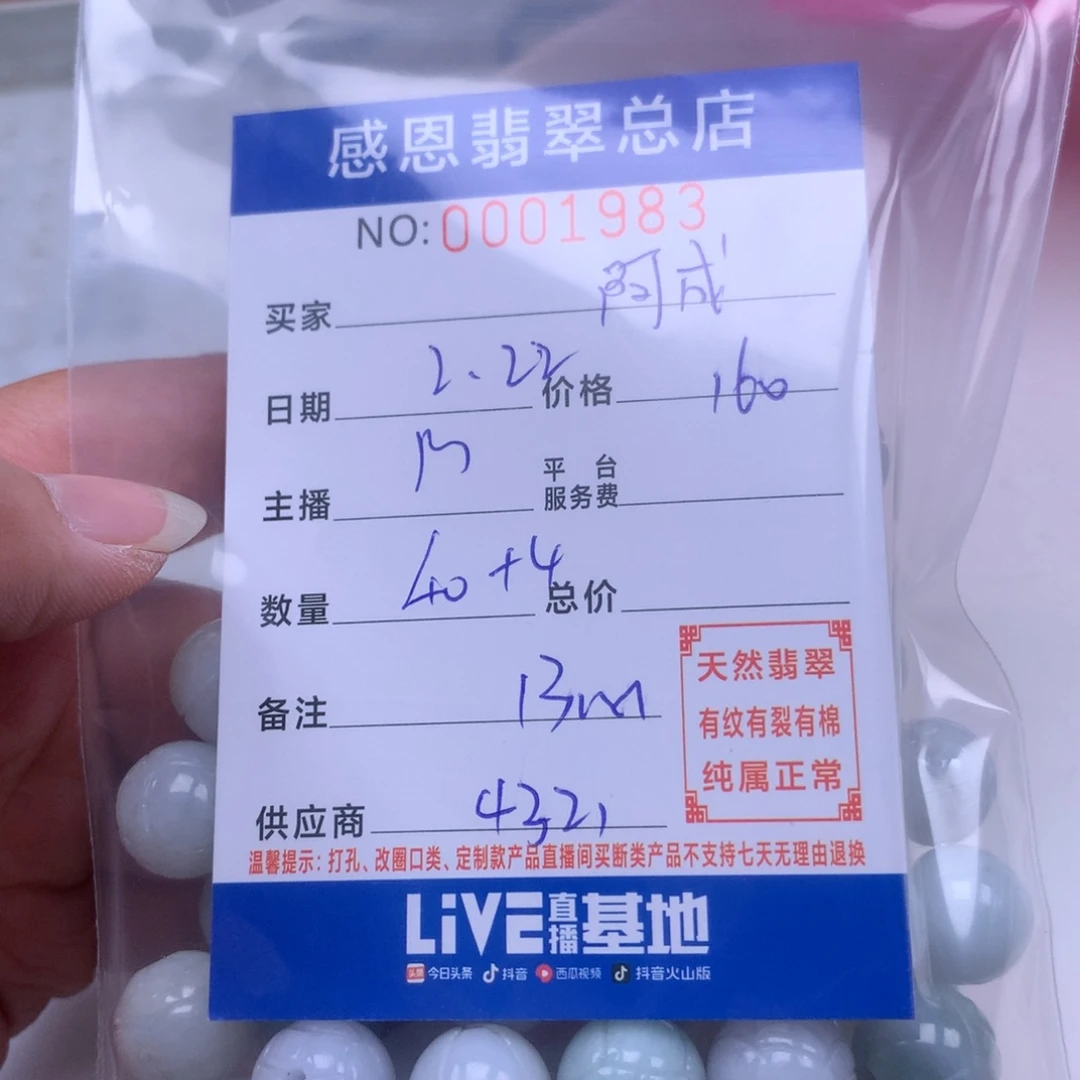 感恩翡翠总店
NO:0001983
买家 阿成
日期 2.22 价格 160
主播 平台服务费
数量 40+4 总价
备注 13m
供应商
天然翡翠
有纹有裂有棉
纯属正常
温馨提示:打孔、改圈口类、定制款产品直播间买断类产品不支持七天无理由退换
LiVE直播基地
头条 今日头条 抖音 西瓜视频 抖音火山版